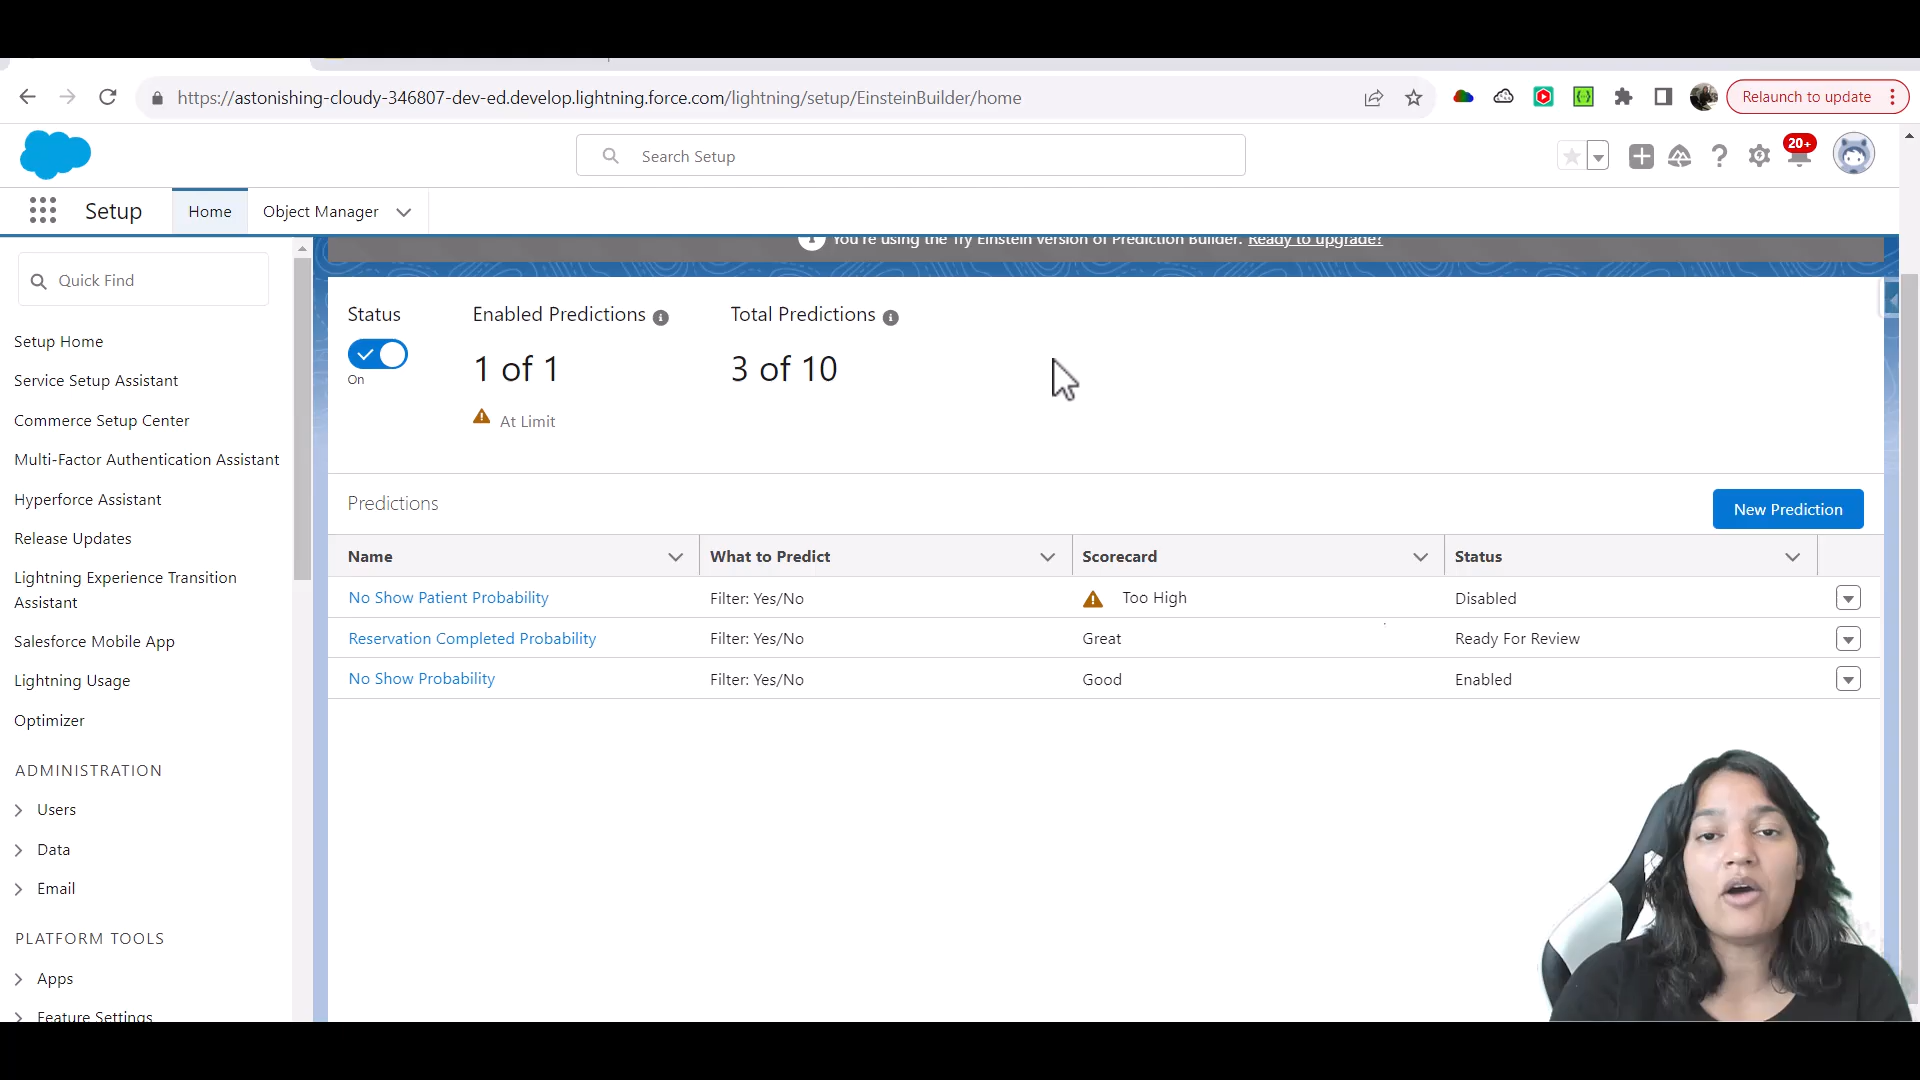 https://astonishing-cloudy-346807-dev-ed.develop.lightning.force.com/lightning/setup/EinsteinBuilder/home
Relaunch to update
Search Setup
20+
Setup
Home
Object Manager
You're using the Try Einstein version of Prediction Builder. Ready to upgrade?
Quick Find
Setup Home
Service Setup Assistant
Commerce Setup Center
Multi-Factor Authentication Assistant
Hyperforce Assistant
Release Updates
Lightning Experience Transition
Assistant
Salesforce Mobile App
Lightning Usage
Optimizer
ADMINISTRATION
Users
Data
Email
PLATFORM TOOLS
Apps
Feature Settings
Status
On
Enabled Predictions
1 of 1
At Limit
Total Predictions
3 of 10
Predictions
New Prediction
Name What to Predict Scorecard Status
No Show Patient Probability Filter: Yes/No Too High Disabled
Reservation Completed Probability Filter: Yes/No Great Ready For Review
No Show Probability Filter: Yes/No Good Enabled